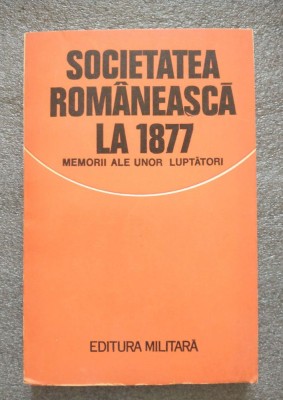 SOCIETATEA
ROMÂNEASCĂ
LA 1877
MEMORII ALE UNOR LUPTĂTORI
EDITURA MILITARĂ